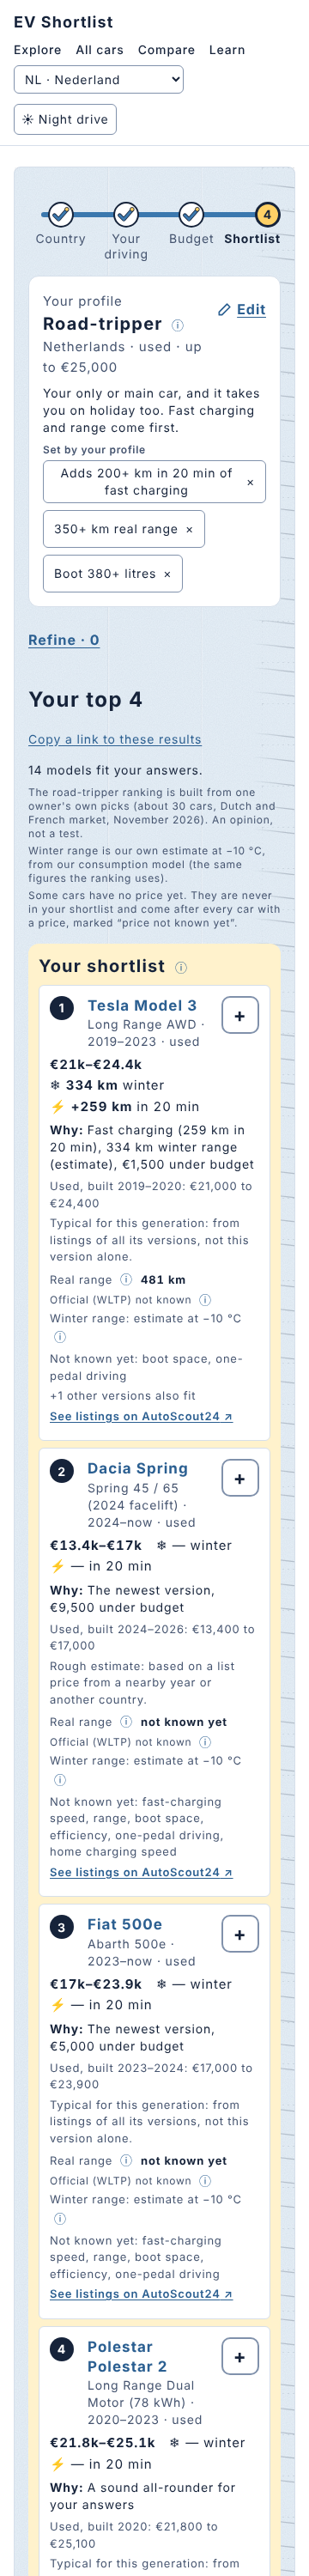 EV Shortlist
Explore All cars Compare Learn
NL · Nederland
☀ Night drive
4
Country Your driving Budget Shortlist
Your profile
Road-tripper ⓘ
Edit
Netherlands · used · up
to €25,000
Your only or main car, and it takes
you on holiday too. Fast charging
and range come first.
Set by your profile
Adds 200+ km in 20 min of
fast charging ×
350+ km real range ×
Boot 380+ litres ×
Refine · 0
Your top 4
Copy a link to these results
14 models fit your answers.
The road-tripper ranking is built from one
owner's own picks (about 30 cars, Dutch and
French market, November 2026). An opinion,
not a test.
Winter range is our own estimate at −10 °C,
from our consumption model (the same
figures the ranking uses).
Some cars have no price yet. They are never
in your shortlist and come after every car with
a price, marked “price not known yet”.
Your shortlist ⓘ
1 Tesla Model 3 +
Long Range AWD ·
2019–2023 · used
€21k–€24.4k
❄ 334 km winter
⚡ +259 km in 20 min
Why: Fast charging (259 km in
20 min), 334 km winter range
(estimate), €1,500 under budget
Used, built 2019–2020: €21,000 to
€24,400
Typical for this generation: from
listings of all its versions, not this
version alone.
Real range ⓘ 481 km
Official (WLTP) not known ⓘ
Winter range: estimate at −10 °C
ⓘ
Not known yet: boot space, one-
pedal driving
+1 other versions also fit
See listings on AutoScout24 ↗
2 Dacia Spring +
Spring 45 / 65
(2024 facelift) ·
2024–now · used
€13.4k–€17k ❄ — winter
⚡ — in 20 min
Why: The newest version,
€9,500 under budget
Used, built 2024–2026: €13,400 to
€17,000
Rough estimate: based on a list
price from a nearby year or
another country.
Real range ⓘ not known yet
Official (WLTP) not known ⓘ
Winter range: estimate at −10 °C
ⓘ
Not known yet: fast-charging
speed, range, boot space,
efficiency, one-pedal driving,
home charging speed
See listings on AutoScout24 ↗
3 Fiat 500e +
Abarth 500e ·
2023–now · used
€17k–€23.9k ❄ — winter
⚡ — in 20 min
Why: The newest version,
€5,000 under budget
Used, built 2023–2024: €17,000 to
€23,900
Typical for this generation: from
listings of all its versions, not this
version alone.
Real range ⓘ not known yet
Official (WLTP) not known ⓘ
Winter range: estimate at −10 °C
ⓘ
Not known yet: fast-charging
speed, range, boot space,
efficiency, one-pedal driving
See listings on AutoScout24 ↗
4 Polestar +
Polestar 2
Long Range Dual
Motor (78 kWh) ·
2020–2023 · used
€21.8k–€25.1k ❄ — winter
⚡ — in 20 min
Why: A sound all-rounder for
your answers
Used, built 2020: €21,800 to
€25,100
Typical for this generation: from